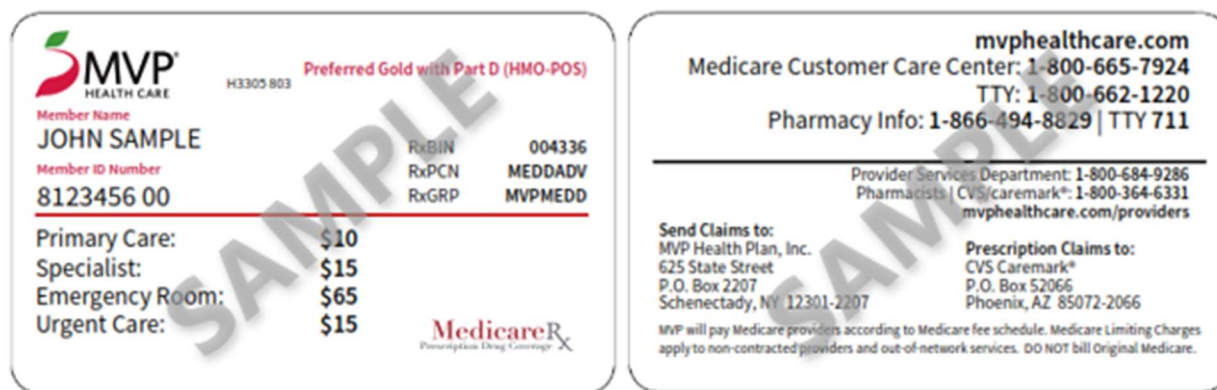 MVP®
HEALTH CARE
H3305 803
Preferred Gold with Part D (HMO-POS)
Member Name
JOHN SAMPLE
Member ID Number
8123456 00
RxBIN 004336
RxPCN MEDDADV
RxGRP MVPMEDD
Primary Care: $10
Specialist: $15
Emergency Room: $65
Urgent Care: $15
MedicareRx
Prescription Drug Coverage
SAMPLE
mvphealthcare.com
Medicare Customer Care Center: 1-800-665-7924
TTY: 1-800-662-1220
Pharmacy Info: 1-866-494-8829 | TTY 711
Provider Services Department: 1-800-684-9286
Pharmacists | CVS/caremark®: 1-800-364-6331
mvphealthcare.com/providers
Send Claims to:
MVP Health Plan, Inc.
625 State Street
P.O. Box 2207
Schenectady, NY 12301-2207
Prescription Claims to:
CVS Caremark®
P.O. Box 52066
Phoenix, AZ 85072-2066
MVP will pay Medicare providers according to Medicare fee schedule. Medicare Limiting Charges
apply to non-contracted providers and out-of-network services. DO NOT bill Original Medicare.
SAMPLE